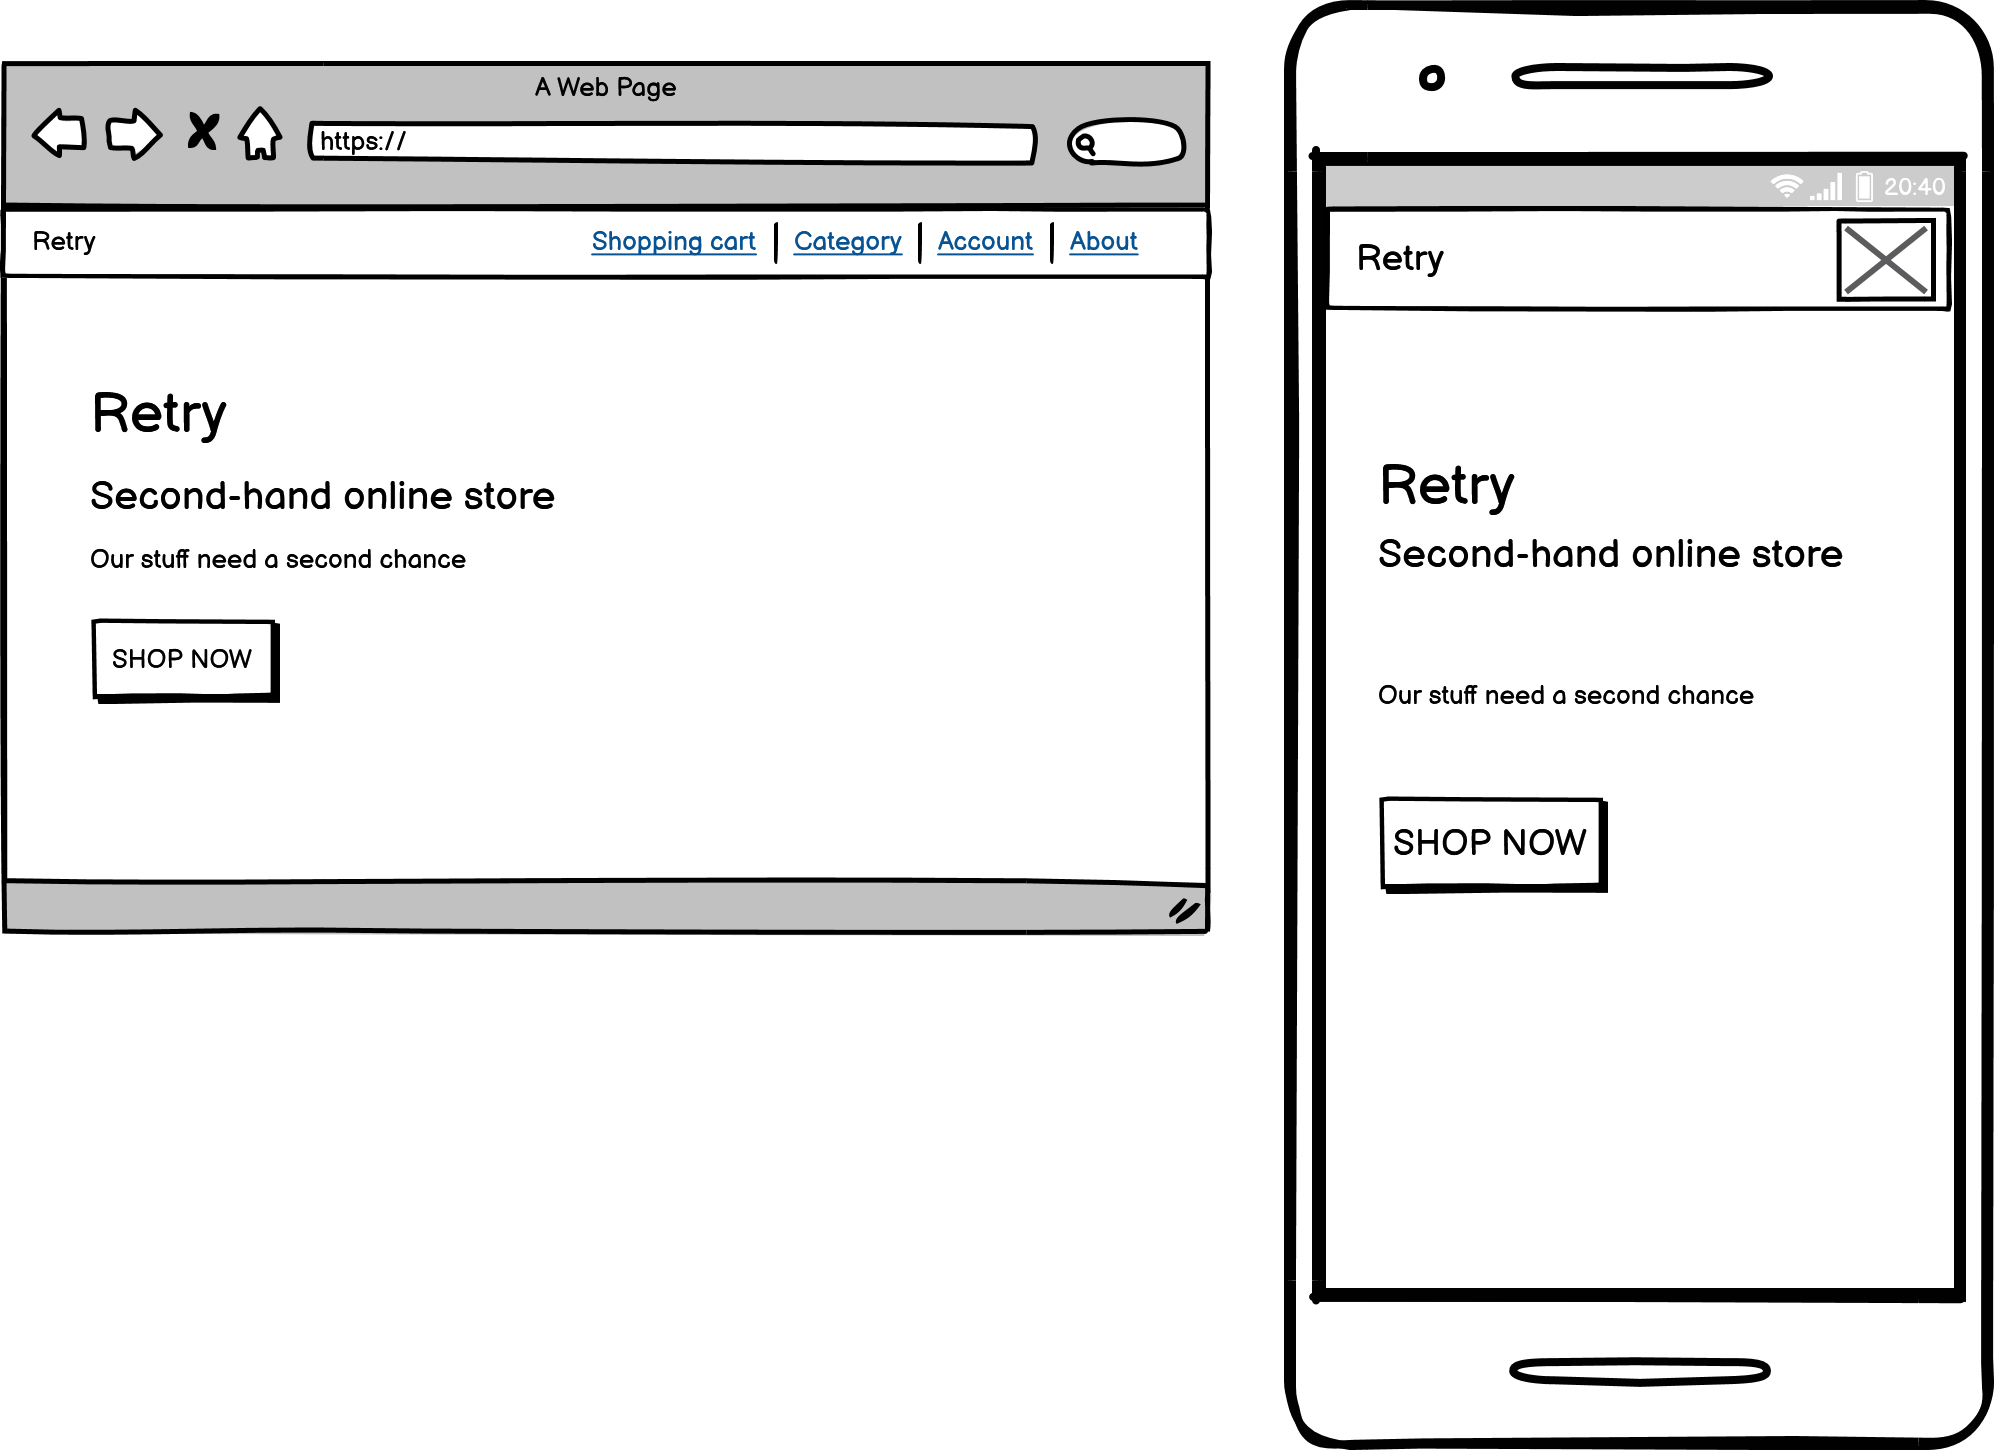 A Web Page
https://
Retry
Shopping cart
Category
Account
About
Retry
Second-hand online store
Our stuff need a second chance
SHOP NOW
20:40
Retry
Retry
Second-hand online store
Our stuff need a second chance
SHOP NOW